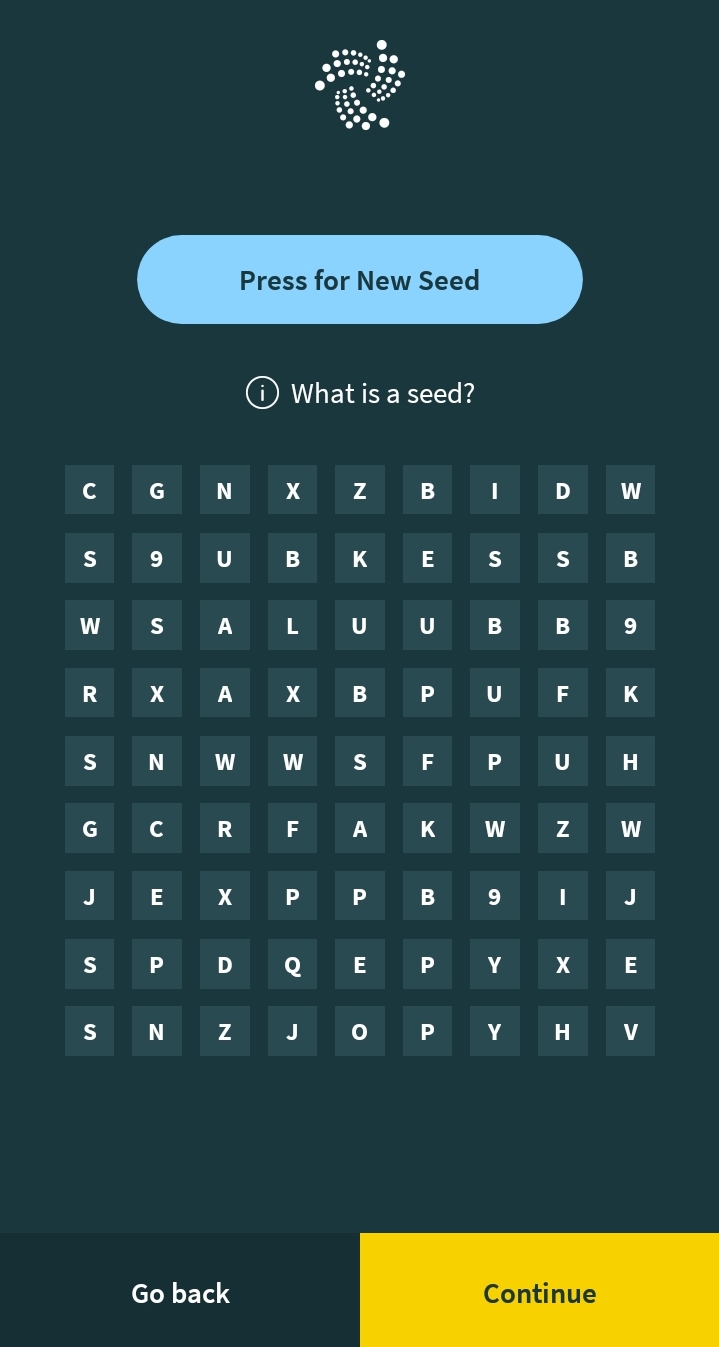 Press for New Seed
i What is a seed?
C G N X Z B I D W
S 9 U B K E S S B
W S A L U U B B 9
R X A X B P U F K
S N W W S F P U H
G C R F A K W Z W
J E X P P B 9 I J
S P D Q E P Y X E
S N Z J O P Y H V
Go back Continue